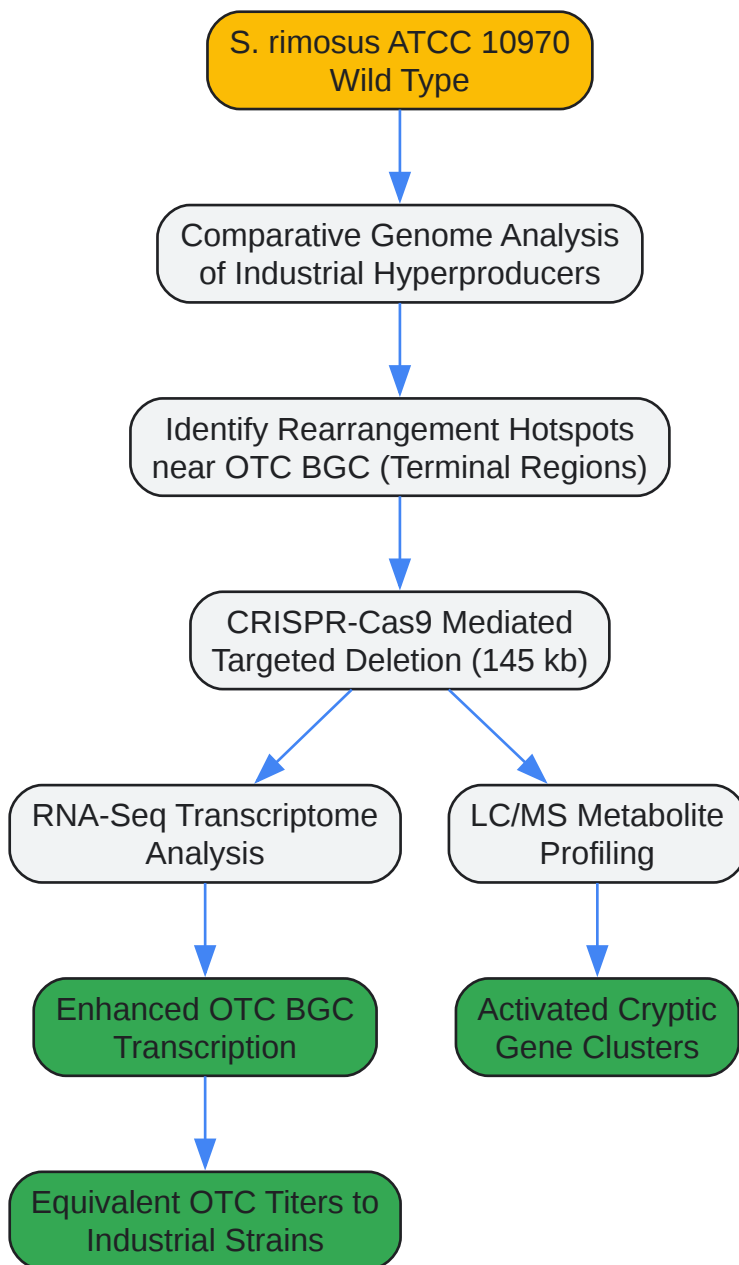 S. rimosus ATCC 10970
Wild Type
Comparative Genome Analysis
of Industrial Hyperproducers
Identify Rearrangement Hotspots
near OTC BGC (Terminal Regions)
CRISPR-Cas9 Mediated
Targeted Deletion (145 kb)
RNA-Seq Transcriptome
Analysis
LC/MS Metabolite
Profiling
Enhanced OTC BGC
Transcription
Activated Cryptic
Gene Clusters
Equivalent OTC Titers to
Industrial Strains